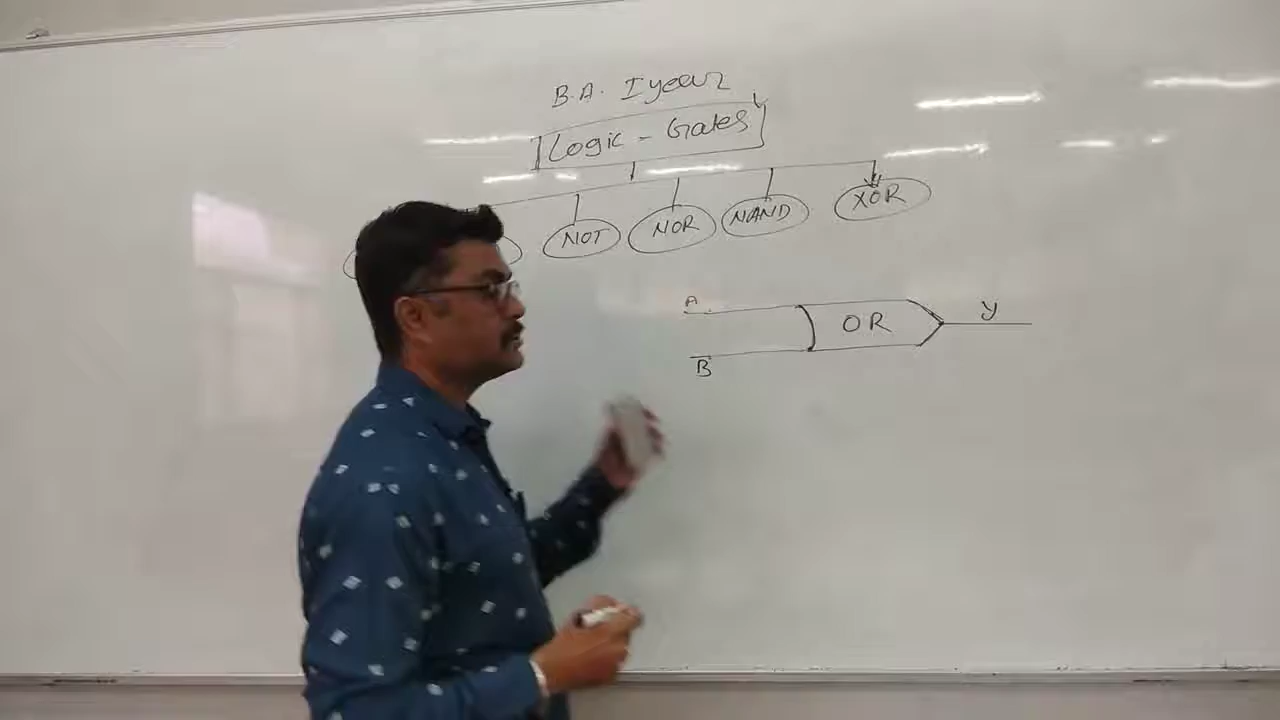 B.A. I year
Logic - Gates
NOT NOR NAND XOR
A
OR y
B